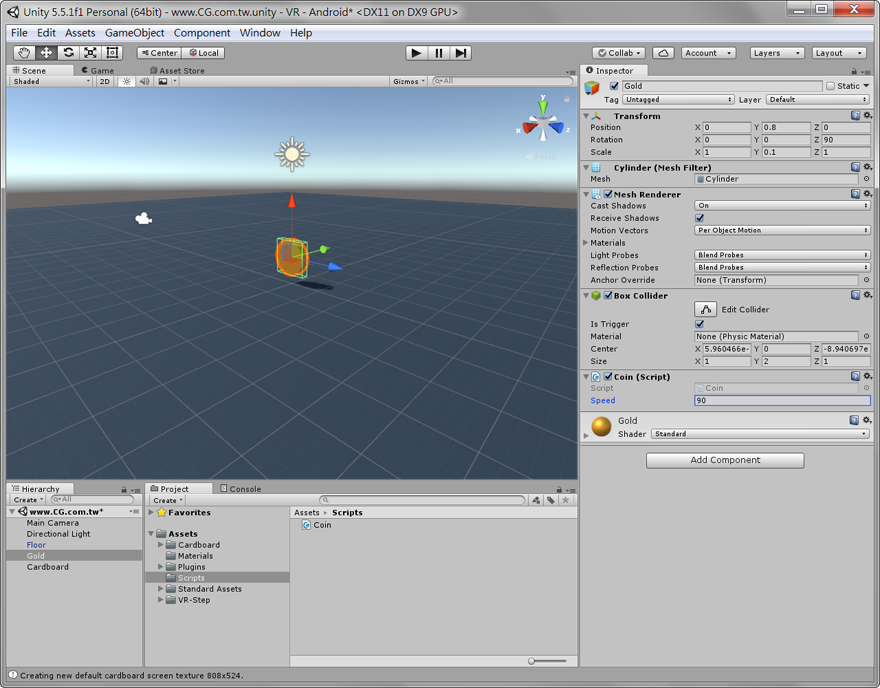 Unity 5.5.1f1 Personal (64bit) - www.CG.com.tw.unity - VR - Android* <DX11 on DX9 GPU>
File Edit Assets GameObject Component Window Help
Center Local Collab Account Layers Layout
Scene Game Asset Store
Shaded 2D Gizmos All
y
x z
Inspector
Gold Static
Tag Untagged Layer Default
Transform
Position X 0 Y 0.8 Z 0
Rotation X 0 Y 0 Z 90
Scale X 1 Y 0.1 Z 1
Cylinder (Mesh Filter)
Mesh Cylinder
Mesh Renderer
Cast Shadows On
Receive Shadows
Motion Vectors Per Object Motion
Materials
Light Probes Blend Probes
Reflection Probes Blend Probes
Anchor Override None (Transform)
Box Collider
Edit Collider
Is Trigger
Material None (Physic Material)
Center X 5.960466e- Y 0 Z -8.940697e
Size X 1 Y 2 Z 1
Coin (Script)
Script Coin
Speed 90
Gold
Shader Standard
Add Component
Hierarchy
Create All
www.CG.com.tw*
Main Camera
Directional Light
Floor
Gold
Cardboard
Project Console
Create
Favorites
Assets
Cardboard
Materials
Plugins
Scripts
Standard Assets
VR-Step
Assets Scripts
Coin
Creating new default cardboard screen texture 808x524.